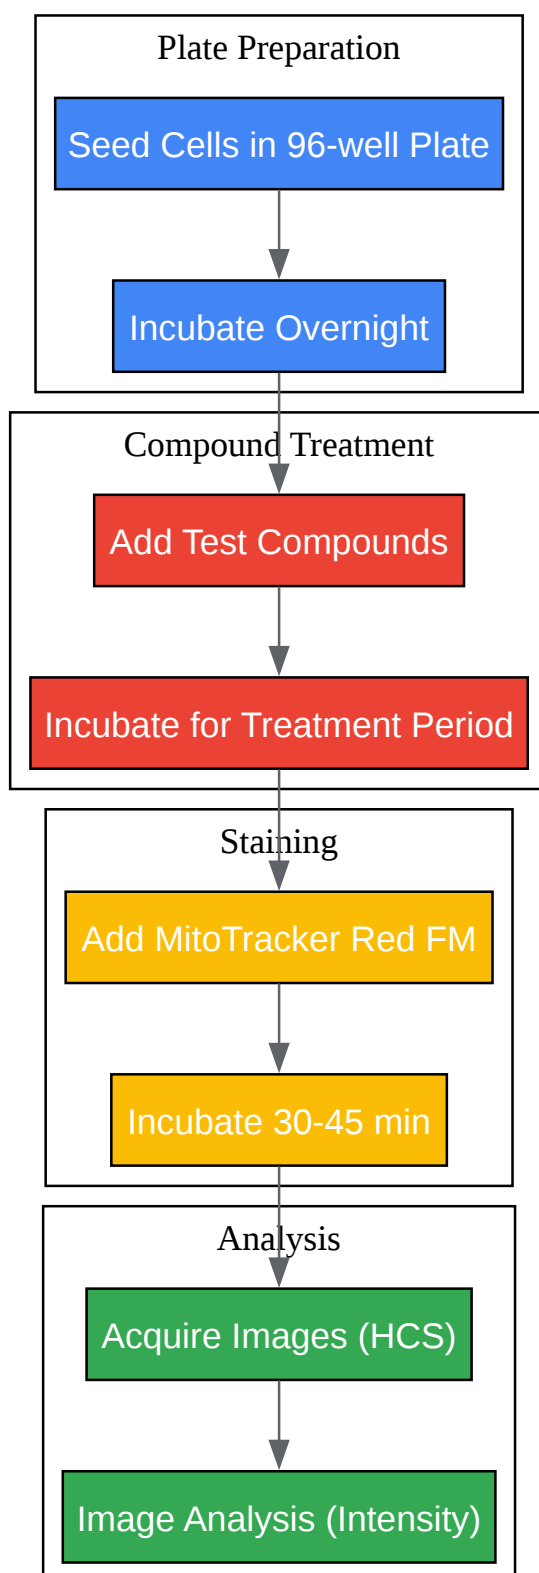 Plate Preparation
Seed Cells in 96-well Plate
Incubate Overnight
Compound Treatment
Add Test Compounds
Incubate for Treatment Period
Staining
Add MitoTracker Red FM
Incubate 30-45 min
Analysis
Acquire Images (HCS)
Image Analysis (Intensity)